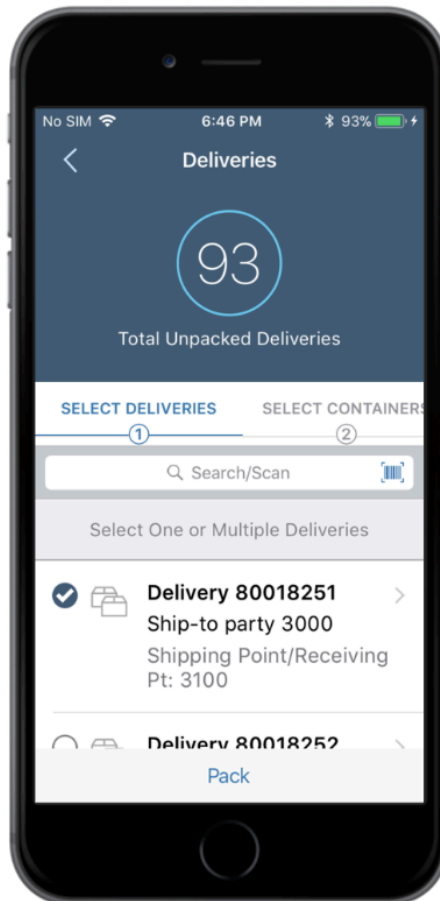 No SIM 6:46 PM 93%
Deliveries
93
Total Unpacked Deliveries
SELECT DELIVERIES SELECT CONTAINERS
1 2
Search/Scan
Select One or Multiple Deliveries
Delivery 80018251
Ship-to party 3000
Shipping Point/Receiving
Pt: 3100
Delivery 80018252
Pack